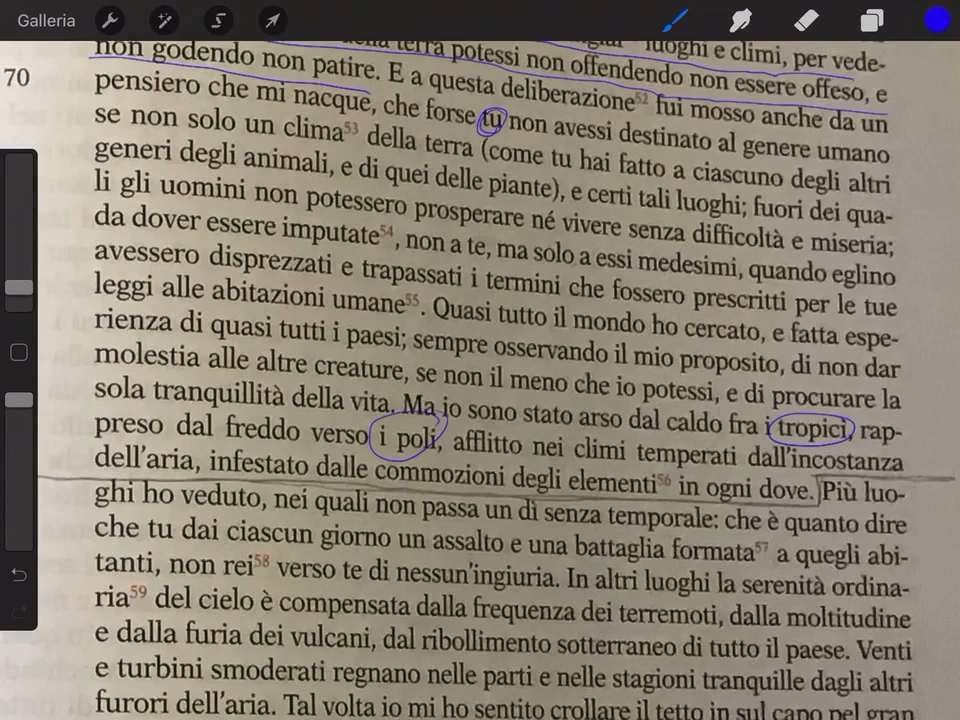 Galleria
luoghi e climi, per vede-
della terra potessi non offendendo non essere offeso, e
non godendo non patire. E a questa deliberazione52 fui mosso anche da un
70
pensiero che mi nacque, che forse tu non avessi destinato al genere umano
se non solo un clima53 della terra (come tu hai fatto a ciascuno degli altri
generi degli animali, e di quei delle piante), e certi tali luoghi; fuori dei qua-
li gli uomini non potessero prosperare né vivere senza difficoltà e miseria;
da dover essere imputate54, non a te, ma solo a essi medesimi, quando eglino
avessero disprezzati e trapassati i termini che fossero prescritti per le tue
leggi alle abitazioni umane55. Quasi tutto il mondo ho cercato, e fatta espe-
rienza di quasi tutti i paesi; sempre osservando il mio proposito, di non dar
molestia alle altre creature, se non il meno che io potessi, e di procurare la
sola tranquillità della vita. Ma io sono stato arso dal caldo fra i tropici, rap-
preso dal freddo verso i poli, afflitto nei climi temperati dall'incostanza
dell'aria, infestato dalle commozioni degli elementi56 in ogni dove. Più luo-
ghi ho veduto, nei quali non passa un dì senza temporale: che è quanto dire
che tu dai ciascun giorno un assalto e una battaglia formata57 a quegli abi-
tanti, non rei58 verso te di nessun'ingiuria. In altri luoghi la serenità ordina-
ria59 del cielo è compensata dalla frequenza dei terremoti, dalla moltitudine
e dalla furia dei vulcani, dal ribollimento sotterraneo di tutto il paese. Venti
e turbini smoderati regnano nelle parti e nelle stagioni tranquille dagli altri
furori dell'aria. Tal volta io mi ho sentito crollare il tetto in sul capo pel gran